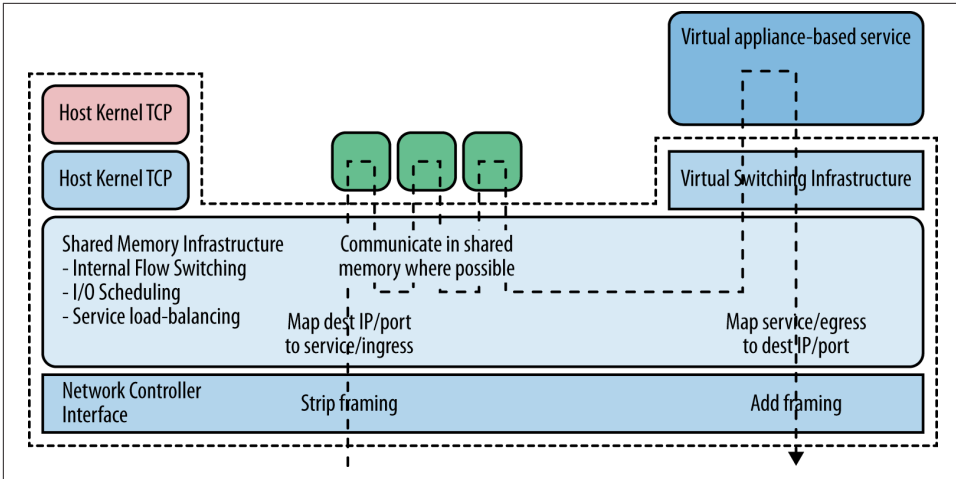 Virtual appliance-based service
Host Kernel TCP
Host Kernel TCP
Virtual Switching Infrastructure
Shared Memory Infrastructure
- Internal Flow Switching
- I/O Scheduling
- Service load-balancing
Communicate in shared
memory where possible
Map dest IP/port
to service/ingress
Map service/egress
to dest IP/port
Network Controller
Interface
Strip framing
Add framing